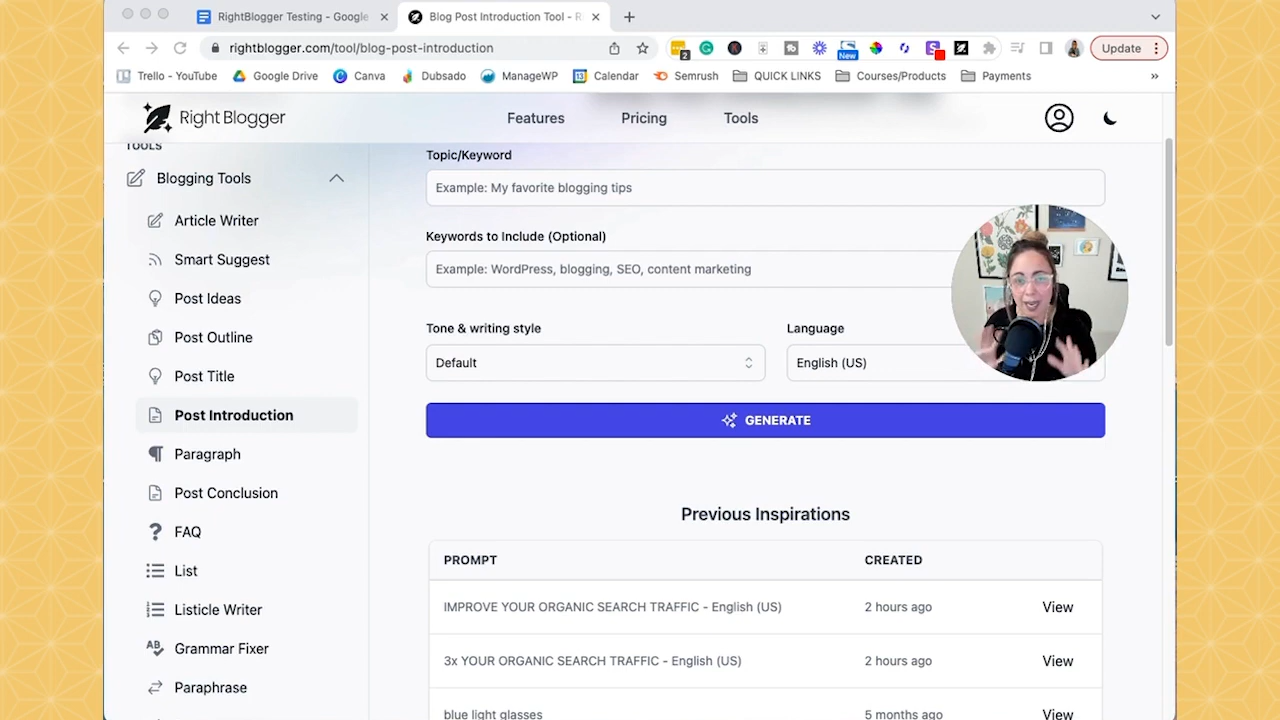 RightBlogger Testing - Google
Blog Post Introduction Tool - Ri
rightblogger.com/tool/blog-post-introduction
2
New
S
Update
Trello - YouTube
Google Drive
Canva
Dubsado
ManageWP
Calendar
Semrush
QUICK LINKS
Courses/Products
Payments
»
Right Blogger
Features
Pricing
Tools
TOOLS
Blogging Tools
Article Writer
Smart Suggest
Post Ideas
Post Outline
Post Title
Post Introduction
Paragraph
Post Conclusion
FAQ
List
Listicle Writer
Grammar Fixer
Paraphrase
Topic/Keyword
Example: My favorite blogging tips
Keywords to Include (Optional)
Example: WordPress, blogging, SEO, content marketing
Tone & writing style
Language
Default
English (US)
GENERATE
Previous Inspirations
PROMPT CREATED
IMPROVE YOUR ORGANIC SEARCH TRAFFIC - English (US) 2 hours ago View
3x YOUR ORGANIC SEARCH TRAFFIC - English (US) 2 hours ago View
blue light glasses 5 months ago View